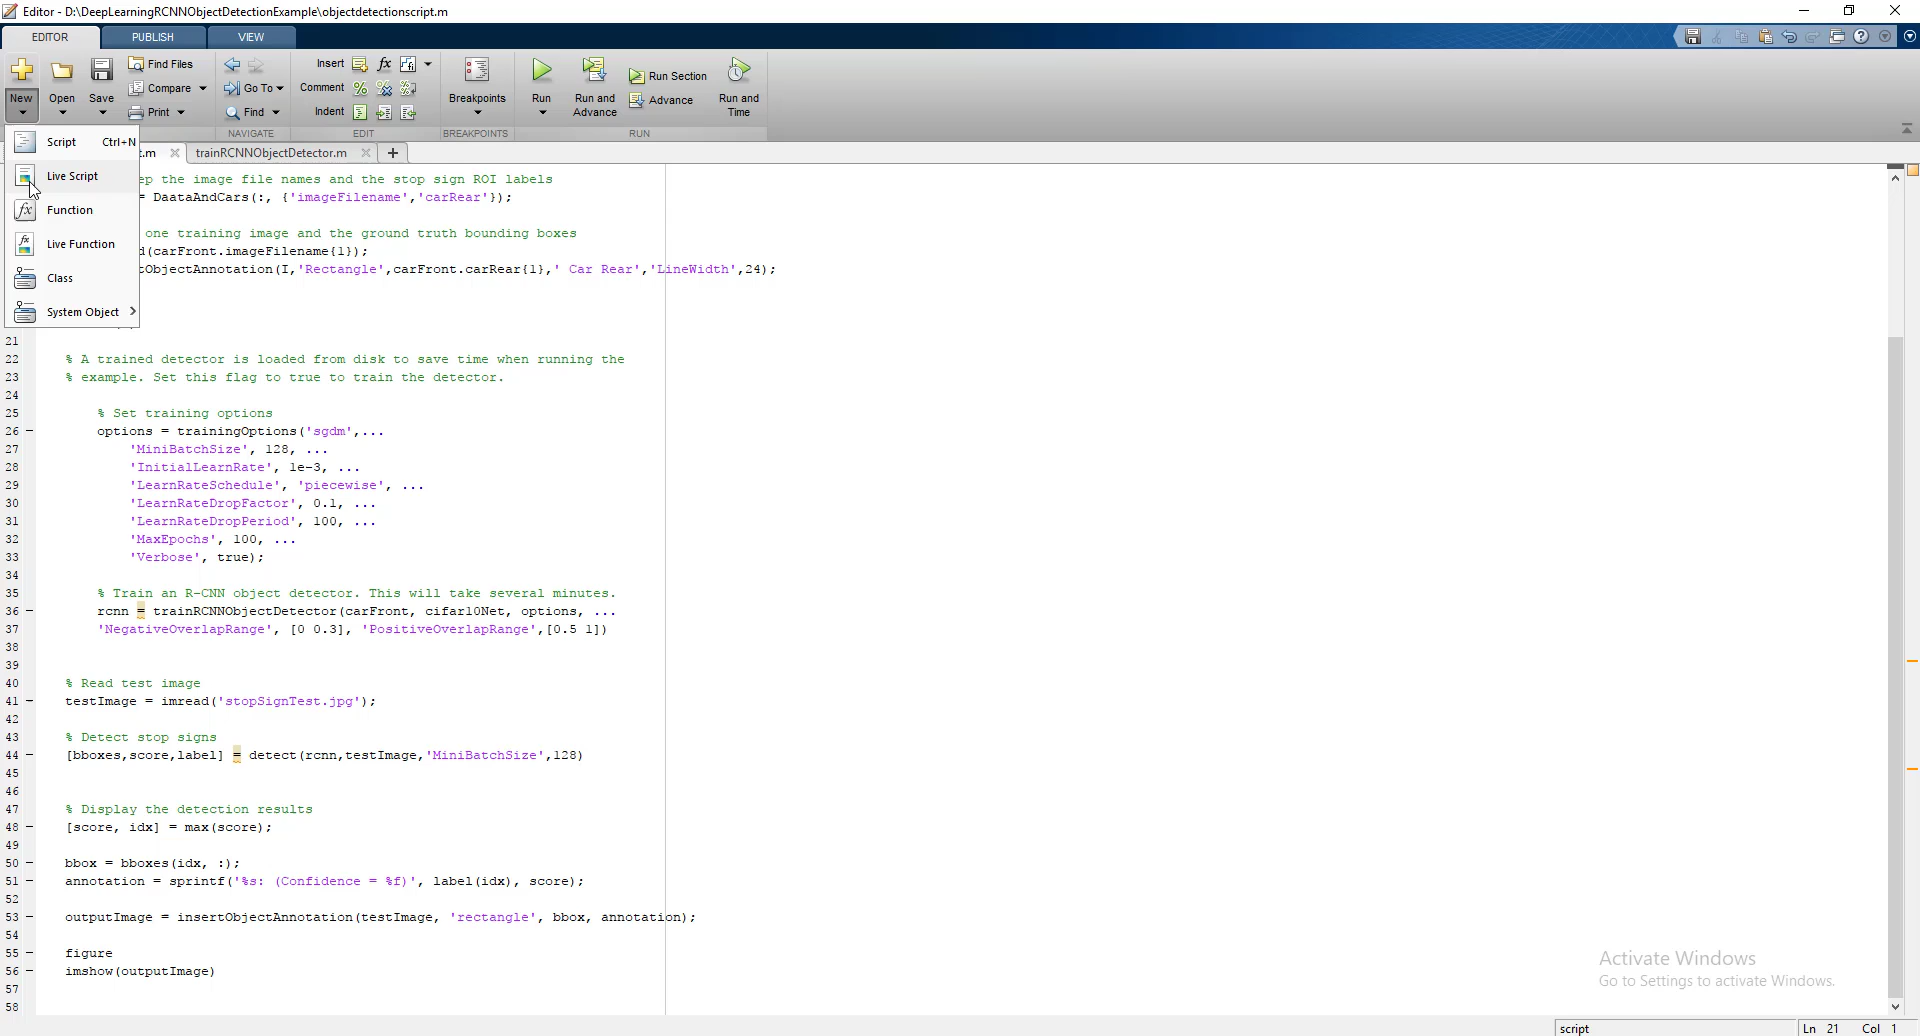 Editor - D:\DeepLearningRCNNObjectDetectionExample\objectdetectionscript.m
EDITOR PUBLISH VIEW
New Open Save
Find Files
Compare
Print
Go To
Find
NAVIGATE
Insert fx
Comment
Indent
EDIT
Breakpoints
BREAKPOINTS
Run
Run and Advance
Run Section
Advance
Run and Time
RUN
Script Ctrl+N
Live Script
Function
Live Function
Class
System Object
t.m trainRCNNObjectDetector.m +
ep the image file names and the stop sign ROI labels
= DaataAndCars(:, {'imageFilename','carRear'});
one training image and the ground truth bounding boxes
d(carFront.imageFilename{1});
tObjectAnnotation(I,'Rectangle',carFront.carRear{1},' Car Rear','LineWidth',24);
21
22 % A trained detector is loaded from disk to save time when running the
23 % example. Set this flag to true to train the detector.
24
25 % Set training options
26 – options = trainingOptions('sgdm',...
27 'MiniBatchSize', 128, ...
28 'InitialLearnRate', 1e-3, ...
29 'LearnRateSchedule', 'piecewise', ...
30 'LearnRateDropFactor', 0.1, ...
31 'LearnRateDropPeriod', 100, ...
32 'MaxEpochs', 100, ...
33 'Verbose', true);
34
35 % Train an R-CNN object detector. This will take several minutes.
36 – rcnn = trainRCNNObjectDetector(carFront, cifar10Net, options, ...
37 'NegativeOverlapRange', [0 0.3], 'PositiveOverlapRange',[0.5 1])
38
39
40 % Read test image
41 – testImage = imread('stopSignTest.jpg');
42
43 % Detect stop signs
44 – [bboxes,score,label] = detect(rcnn,testImage,'MiniBatchSize',128)
45
46
47 % Display the detection results
48 – [score, idx] = max(score);
49
50 – bbox = bboxes(idx, :);
51 – annotation = sprintf('%s: (Confidence = %f)', label(idx), score);
52
53 – outputImage = insertObjectAnnotation(testImage, 'rectangle', bbox, annotation);
54
55 – figure
56 – imshow(outputImage)
57
58
Activate Windows
Go to Settings to activate Windows.
script Ln 21 Col 1